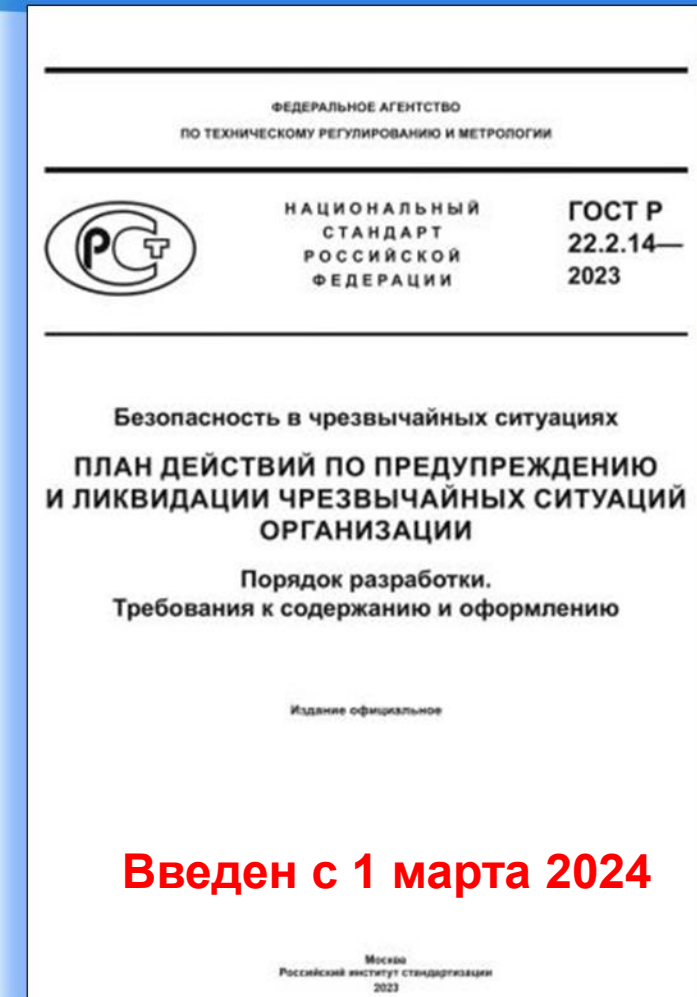 ФЕДЕРАЛЬНОЕ АГЕНТСТВО
ПО ТЕХНИЧЕСКОМУ РЕГУЛИРОВАНИЮ И МЕТРОЛОГИИ
РСТ
НАЦИОНАЛЬНЫЙ
СТАНДАРТ
РОССИЙСКОЙ
ФЕДЕРАЦИИ
ГОСТ Р
22.2.14—
2023
Безопасность в чрезвычайных ситуациях
ПЛАН ДЕЙСТВИЙ ПО ПРЕДУПРЕЖДЕНИЮ
И ЛИКВИДАЦИИ ЧРЕЗВЫЧАЙНЫХ СИТУАЦИЙ
ОРГАНИЗАЦИИ
Порядок разработки.
Требования к содержанию и оформлению
Издание официальное
Введен с 1 марта 2024
Москва
Российский институт стандартизации
2023